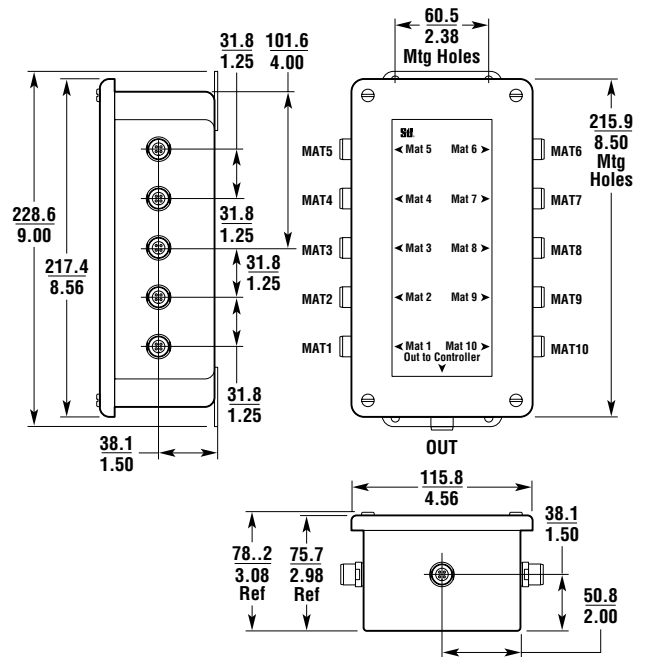 60.5
2.38
Mtg Holes
31.8
1.25
101.6
4.00
215.9
8.50
Mtg
Holes
228.6
9.00
217.4
8.56
31.8
1.25
31.8
1.25
31.8
1.25
38.1
1.50
MAT5
MAT4
MAT3
MAT2
MAT1
STI
Mat 5 Mat 6
Mat 4 Mat 7
Mat 3 Mat 8
Mat 2 Mat 9
Mat 1 Mat 10
Out to Controller
MAT6
MAT7
MAT8
MAT9
MAT10
OUT
115.8
4.56
38.1
1.50
78..2
3.08
Ref
75.7
2.98
Ref
50.8
2.00